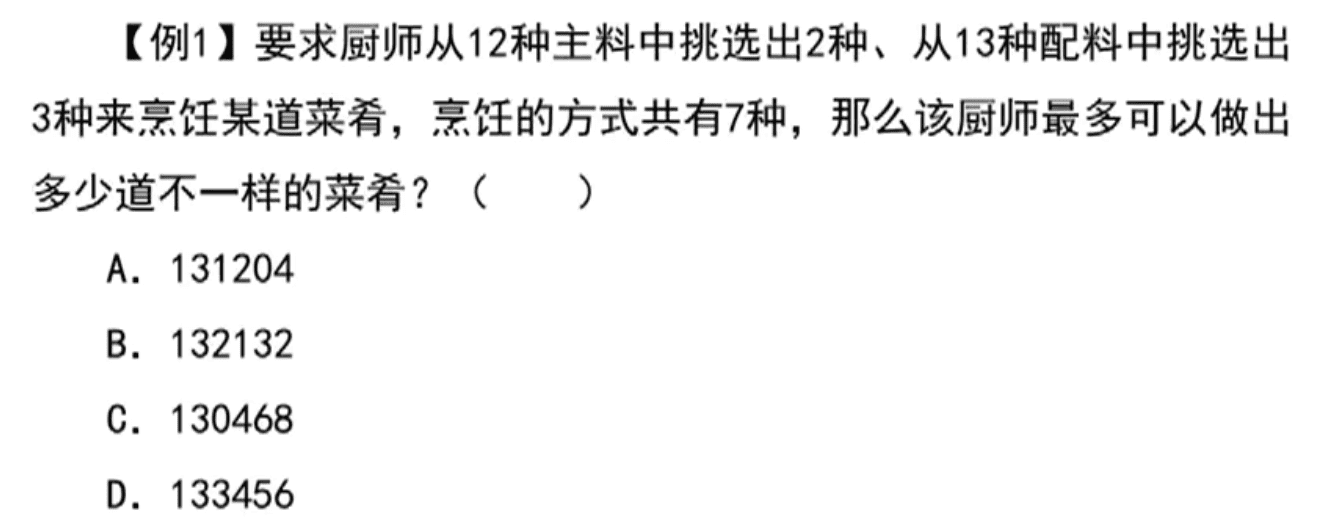 【例1】要求厨师从12种主料中挑选出2种、从13种配料中挑选出
3种来烹饪某道菜肴，烹饪的方式共有7种，那么该厨师最多可以做出
多少道不一样的菜肴？（　　）
A. 131204
B. 132132
C. 130468
D. 133456